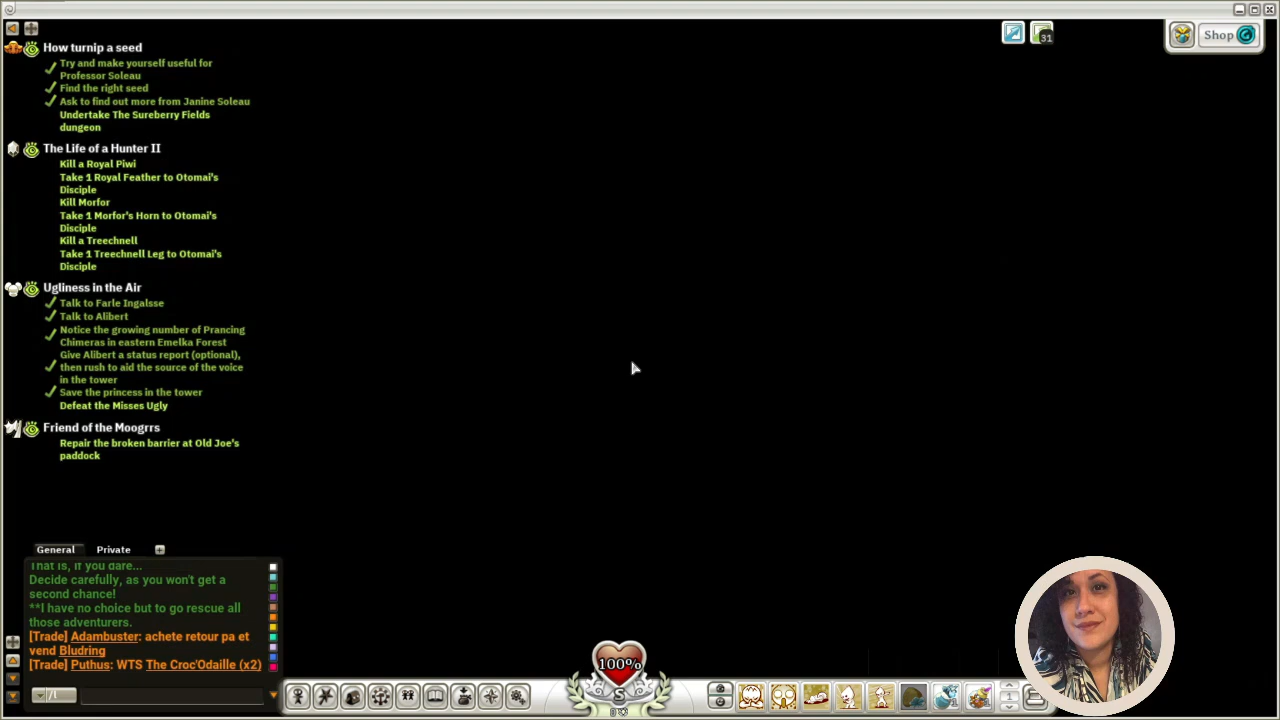 Shop
31
How turnip a seed
Try and make yourself useful for
Professor Soleau
Find the right seed
Ask to find out more from Janine Soleau
Undertake The Sureberry Fields
dungeon
The Life of a Hunter II
Kill a Royal Piwi
Take 1 Royal Feather to Otomai's
Disciple
Kill Morfor
Take 1 Morfor's Horn to Otomai's
Disciple
Kill a Treechnell
Take 1 Treechnell Leg to Otomai's
Disciple
Ugliness in the Air
Talk to Farle Ingalsse
Talk to Alibert
Notice the growing number of Prancing
Chimeras in eastern Emelka Forest
Give Alibert a status report (optional),
then rush to aid the source of the voice
in the tower
Save the princess in the tower
Defeat the Misses Ugly
Friend of the Moogrrs
Repair the broken barrier at Old Joe's
paddock
General Private
That is, if you dare...
Decide carefully, as you won't get a
second chance!
**I have no choice but to go rescue all
those adventurers.
[Trade] Adambuster: achete retour pa et
vend Bludring
[Trade] Puthus: WTS The Croc'Odaille (x2)
100%
S
1